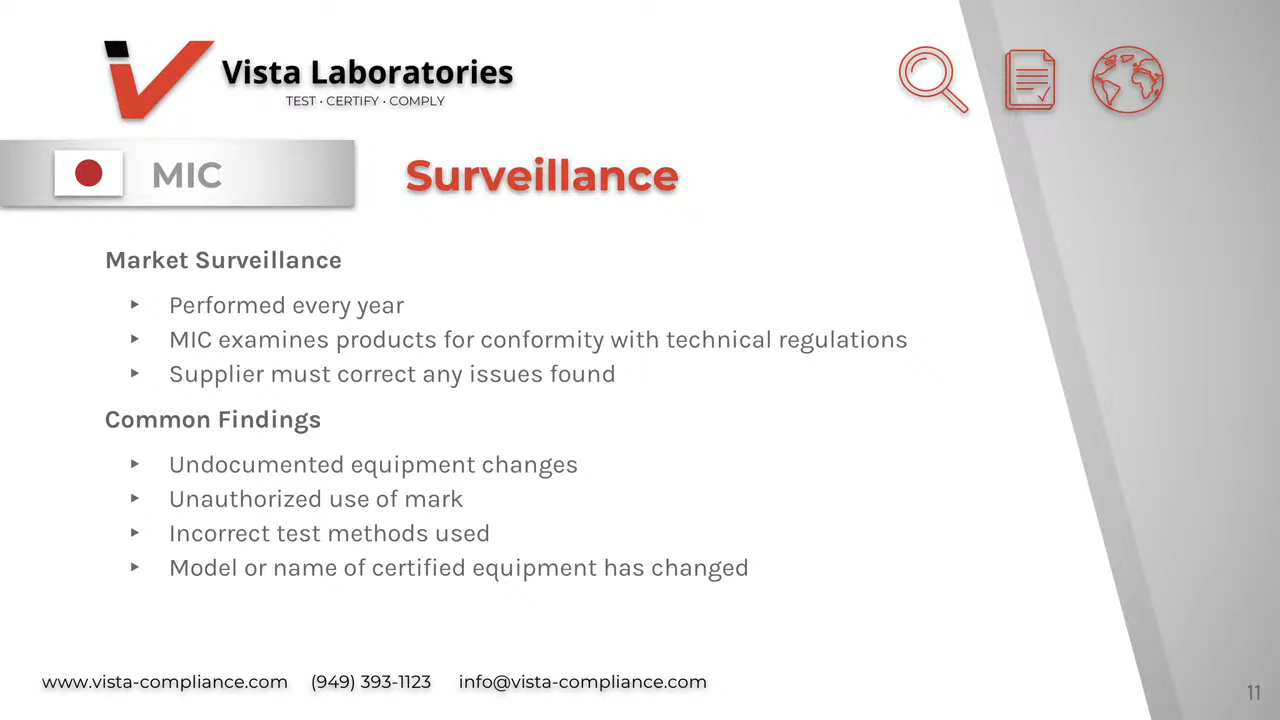 Vista Laboratories
TEST · CERTIFY · COMPLY
MIC
Surveillance
Market Surveillance
▸ Performed every year
▸ MIC examines products for conformity with technical regulations
▸ Supplier must correct any issues found
Common Findings
▸ Undocumented equipment changes
▸ Unauthorized use of mark
▸ Incorrect test methods used
▸ Model or name of certified equipment has changed
www.vista-compliance.com (949) 393-1123 info@vista-compliance.com
11